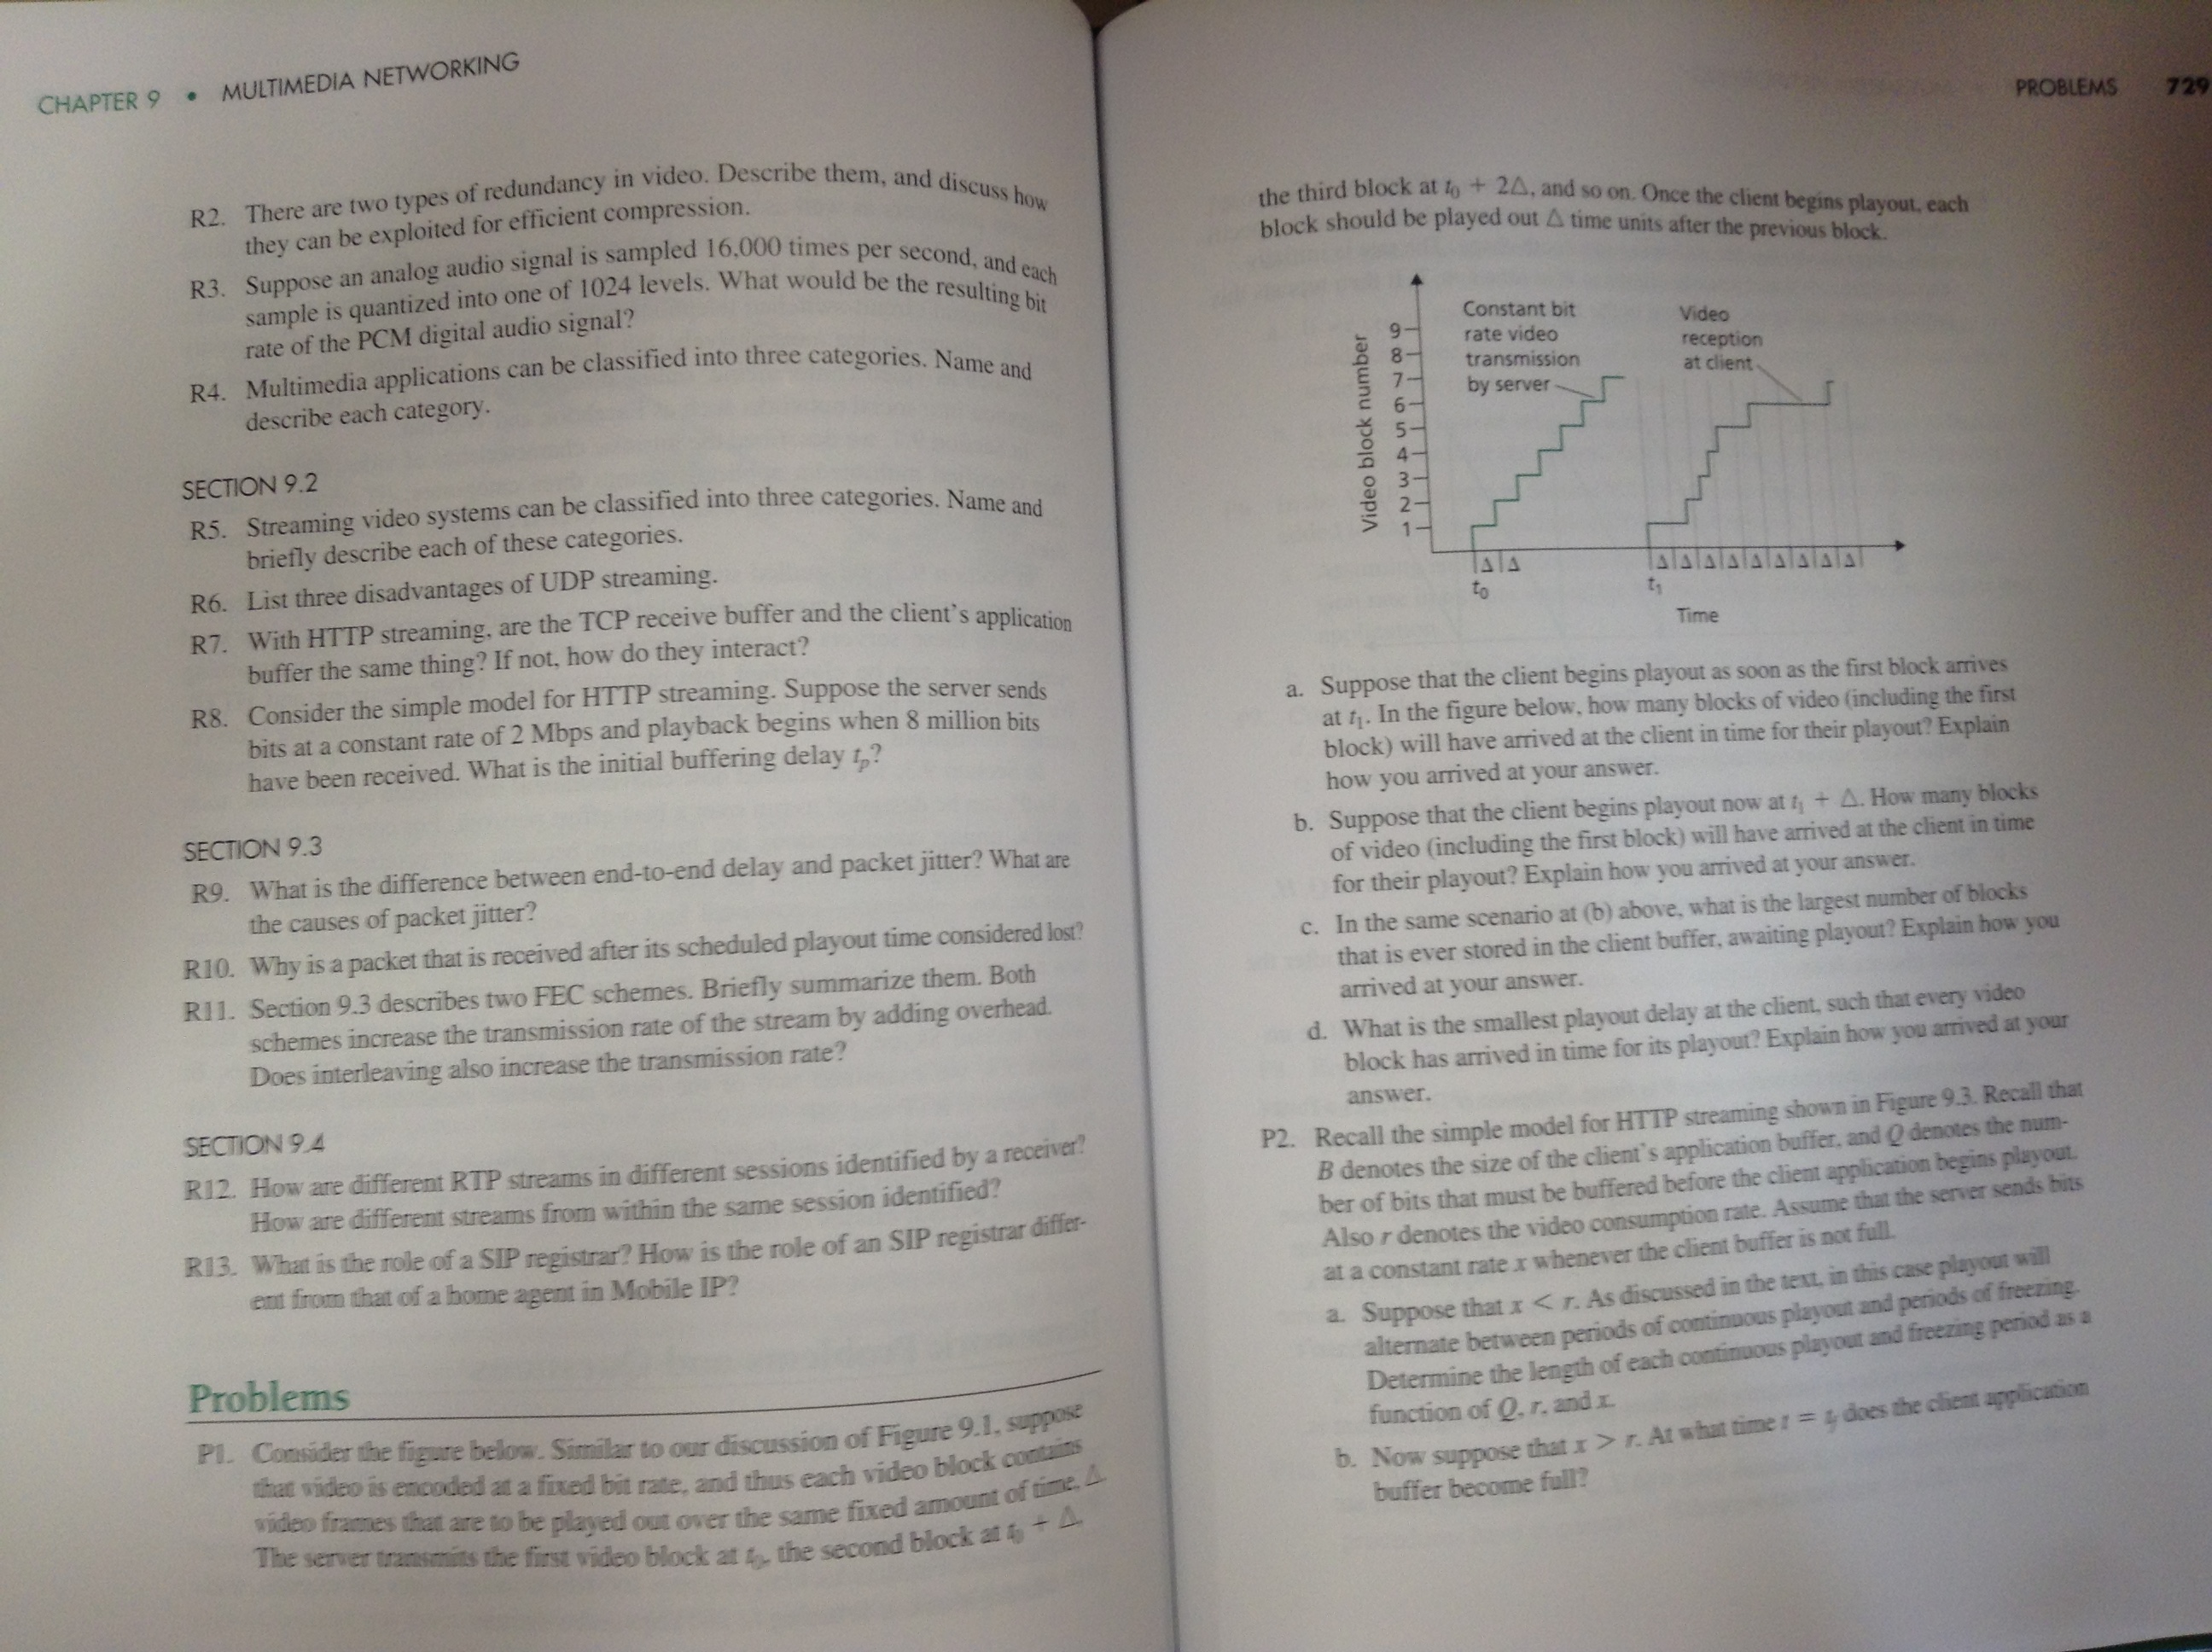 CHAPTER 9 • MULTIMEDIA NETWORKING
R2. There are two types of redundancy in video. Describe them, and discuss how
they can be exploited for efficient compression.
R3. Suppose an analog audio signal is sampled 16,000 times per second, and each
sample is quantized into one of 1024 levels. What would be the resulting bit
rate of the PCM digital audio signal?
R4. Multimedia applications can be classified into three categories. Name and
describe each category.
SECTION 9.2
R5. Streaming video systems can be classified into three categories. Name and
briefly describe each of these categories.
R6. List three disadvantages of UDP streaming.
R7. With HTTP streaming, are the TCP receive buffer and the client's application
buffer the same thing? If not, how do they interact?
R8. Consider the simple model for HTTP streaming. Suppose the server sends
bits at a constant rate of 2 Mbps and playback begins when 8 million bits
have been received. What is the initial buffering delay tp?
SECTION 9.3
R9. What is the difference between end-to-end delay and packet jitter? What are
the causes of packet jitter?
R10. Why is a packet that is received after its scheduled playout time considered lost?
R11. Section 9.3 describes two FEC schemes. Briefly summarize them. Both
schemes increase the transmission rate of the stream by adding overhead.
Does interleaving also increase the transmission rate?
SECTION 9.4
R12. How are different RTP streams in different sessions identified by a receiver?
How are different streams from within the same session identified?
R13. What is the role of a SIP registrar? How is the role of an SIP registrar differ-
ent from that of a home agent in Mobile IP?
Problems
P1. Consider the figure below. Similar to our discussion of Figure 9.1, suppose
that video is encoded at a fixed bit rate, and thus each video block contains
video frames that are to be played out over the same fixed amount of time, Δ.
The server transmits the first video block at t0, the second block at t0 + Δ,
PROBLEMS 729
the third block at t0 + 2Δ, and so on. Once the client begins playout, each
block should be played out Δ time units after the previous block.
Video block number
9
8
7
6
5
4
3
2
1
Constant bit
rate video
transmission
by server
Video
reception
at client
Δ Δ
t0
Δ Δ Δ Δ Δ Δ Δ Δ Δ
t1
Time
a. Suppose that the client begins playout as soon as the first block arrives
at t1. In the figure below, how many blocks of video (including the first
block) will have arrived at the client in time for their playout? Explain
how you arrived at your answer.
b. Suppose that the client begins playout now at t1 + Δ. How many blocks
of video (including the first block) will have arrived at the client in time
for their playout? Explain how you arrived at your answer.
c. In the same scenario at (b) above, what is the largest number of blocks
that is ever stored in the client buffer, awaiting playout? Explain how you
arrived at your answer.
d. What is the smallest playout delay at the client, such that every video
block has arrived in time for its playout? Explain how you arrived at your
answer.
P2. Recall the simple model for HTTP streaming shown in Figure 9.3. Recall that
B denotes the size of the client's application buffer, and Q denotes the num-
ber of bits that must be buffered before the client application begins playout.
Also r denotes the video consumption rate. Assume that the server sends bits
at a constant rate x whenever the client buffer is not full.
a. Suppose that x < r. As discussed in the text, in this case playout will
alternate between periods of continuous playout and periods of freezing.
Determine the length of each continuous playout and freezing period as a
function of Q, r, and x.
b. Now suppose that x > r. At what time t = tf does the client application
buffer become full?